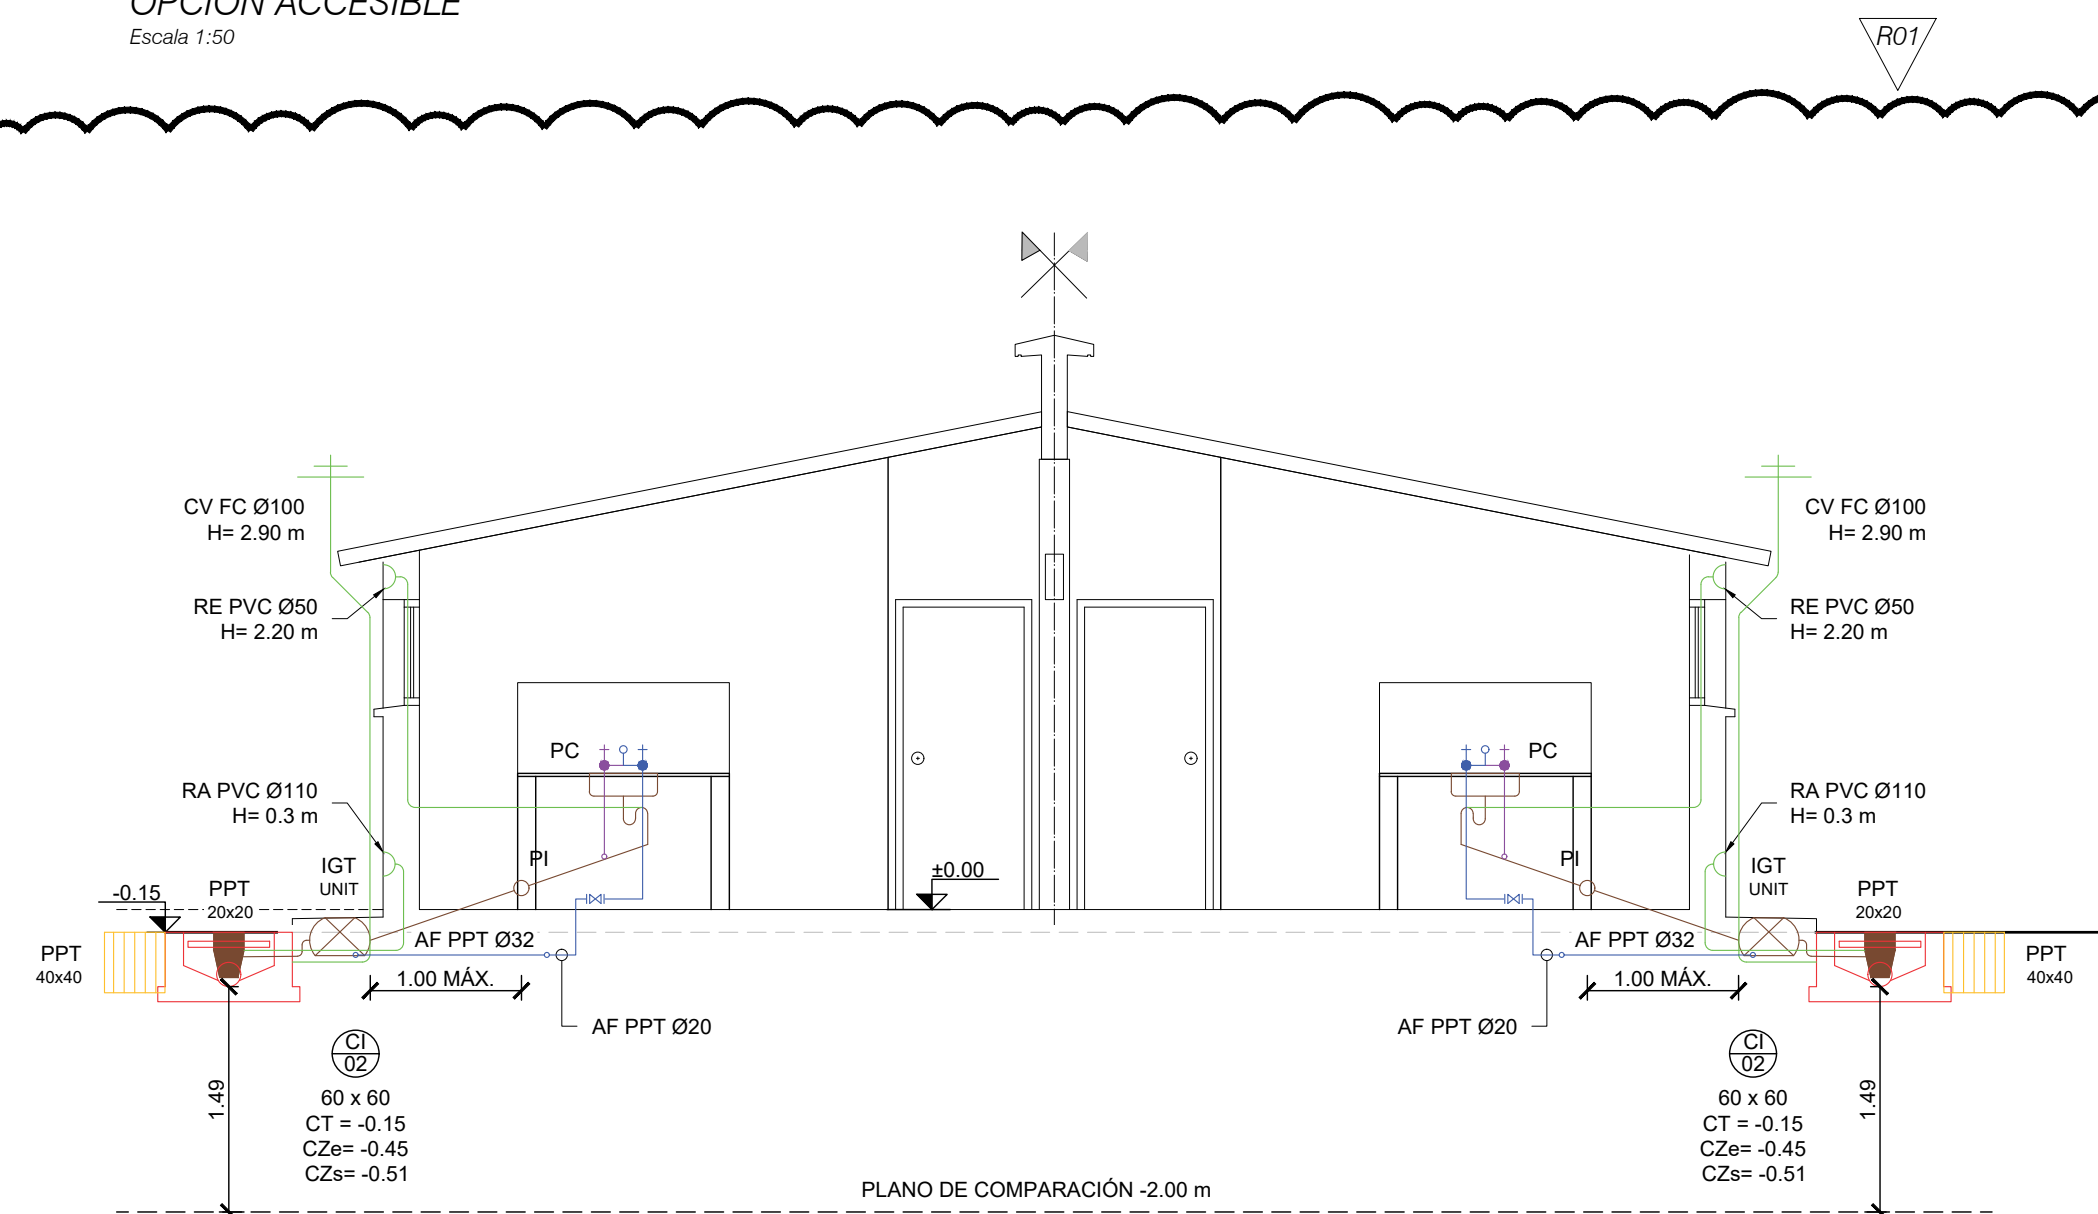 OPCIÓN ACCESIBLE
Escala 1:50
R01
CV FC Ø100
H= 2.90 m
CV FC Ø100
H= 2.90 m
RE PVC Ø50
H= 2.20 m
RE PVC Ø50
H= 2.20 m
PC
PC
RA PVC Ø110
H= 0.3 m
RA PVC Ø110
H= 0.3 m
PI
PI
IGT
UNIT
IGT
UNIT
±0.00
-0.15
PPT
20x20
PPT
20x20
PPT
40x40
PPT
40x40
AF PPT Ø32
AF PPT Ø32
1.00 MÁX.
1.00 MÁX.
AF PPT Ø20
AF PPT Ø20
CI
02
CI
02
1.49
1.49
60 x 60
CT = -0.15
CZe= -0.45
CZs= -0.51
60 x 60
CT = -0.15
CZe= -0.45
CZs= -0.51
PLANO DE COMPARACIÓN -2.00 m